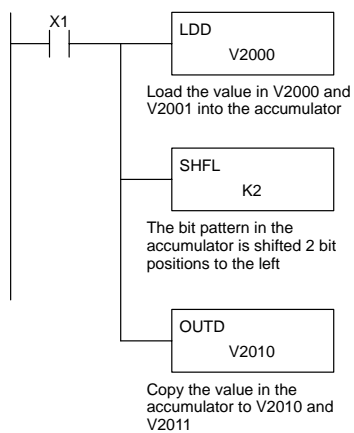 X1
LDD
V2000
Load the value in V2000 and
V2001 into the accumulator
SHFL
K2
The bit pattern in the
accumulator is shifted 2 bit
positions to the left
OUTD
V2010
Copy the value in the
accumulator to V2010 and
V2011